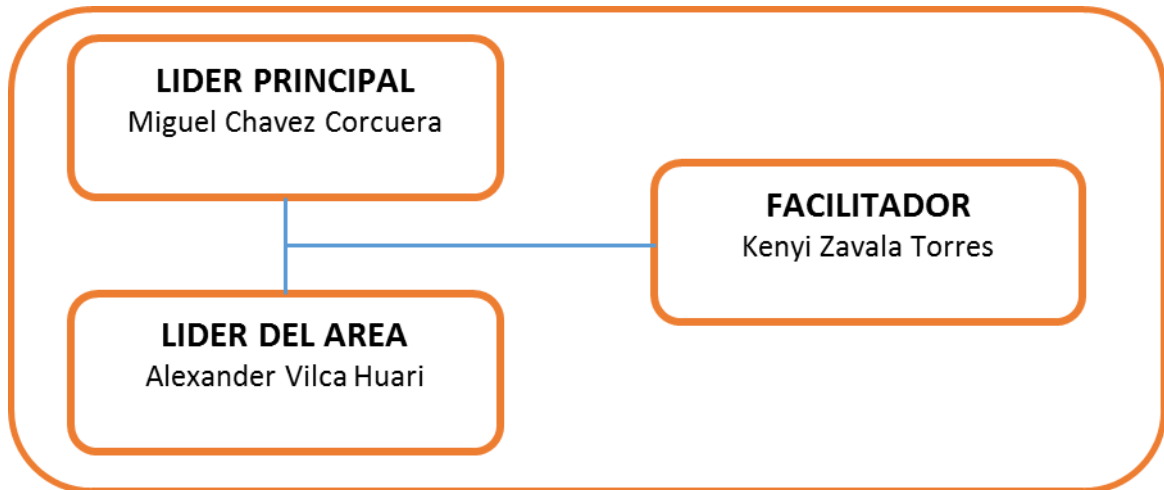 LIDER PRINCIPAL
Miguel Chavez Corcuera
FACILITADOR
Kenyi Zavala Torres
LIDER DEL AREA
Alexander Vilca Huari